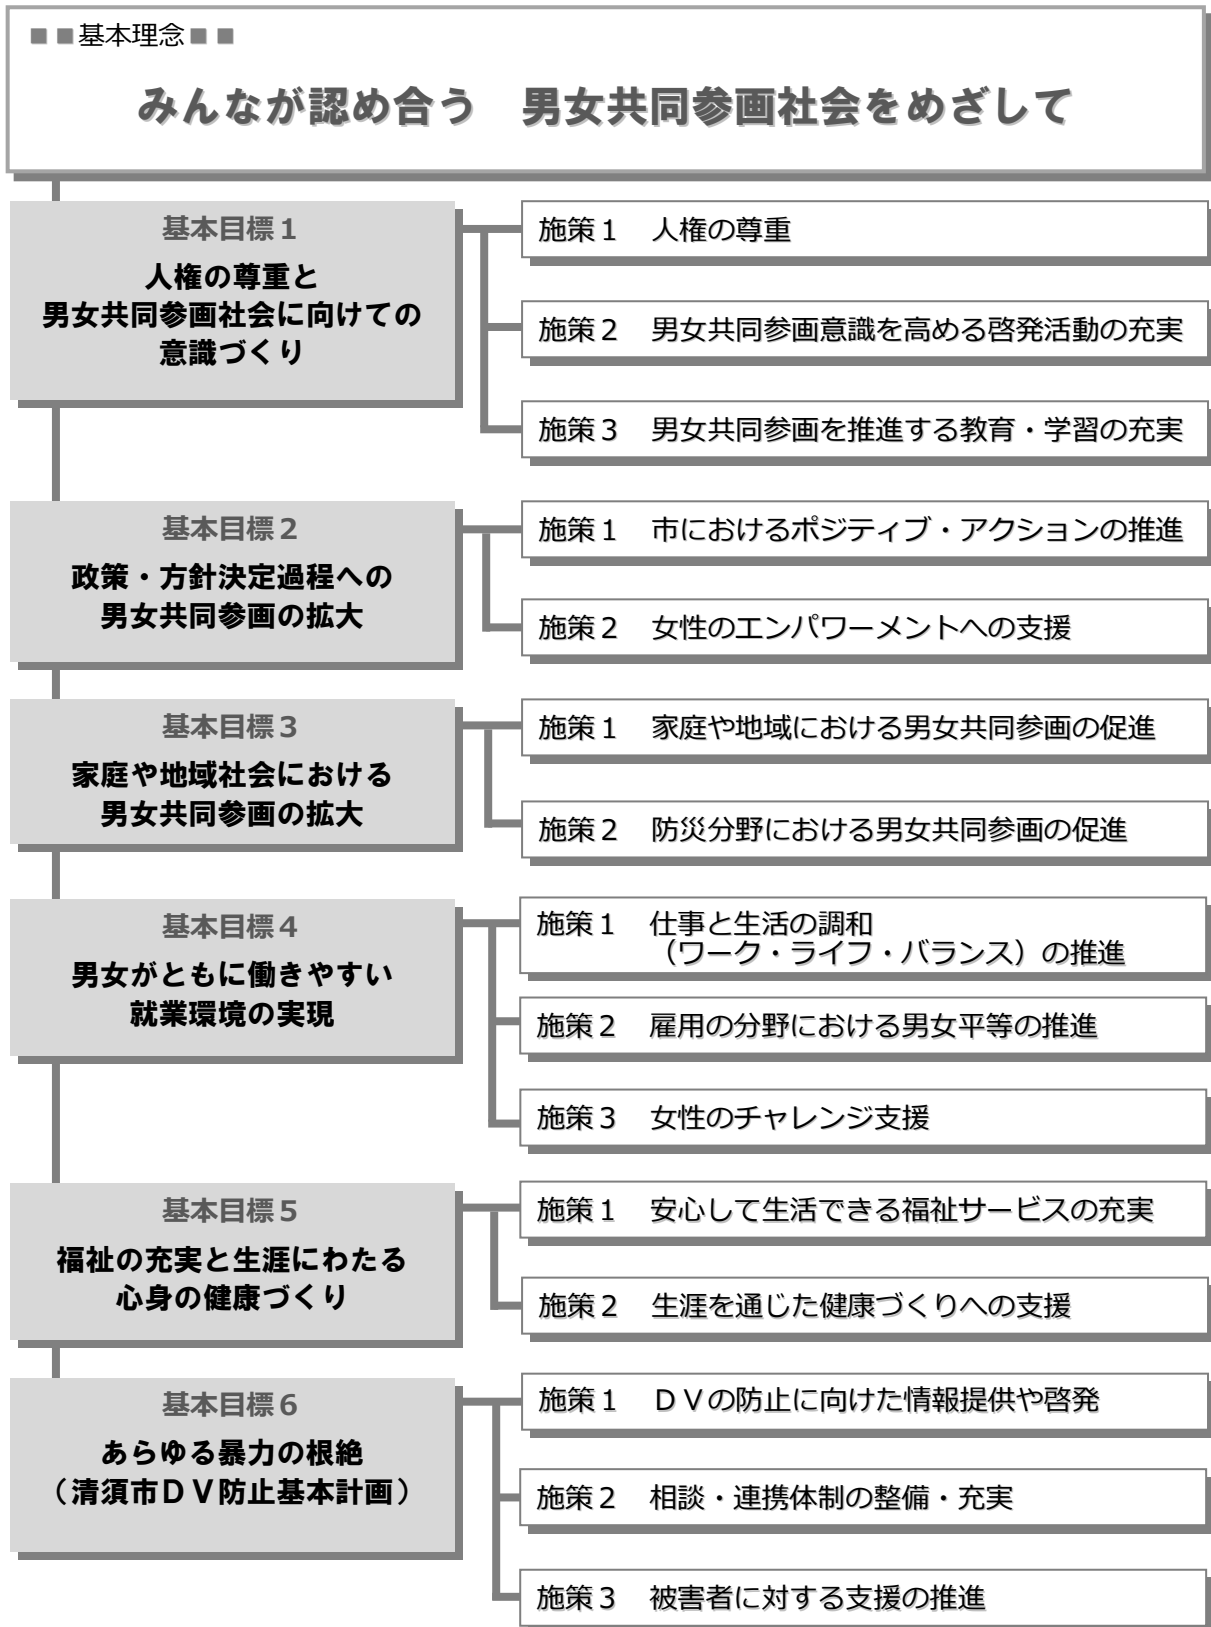 ■ ■ 基本理念 ■ ■
みんなが認め合う　男女共同参画社会をめざして
基本目標１
人権の尊重と
男女共同参画社会に向けての
意識づくり
施策１　人権の尊重
施策２　男女共同参画意識を高める啓発活動の充実
施策３　男女共同参画を推進する教育・学習の充実
基本目標２
政策・方針決定過程への
男女共同参画の拡大
施策１　市におけるポジティブ・アクションの推進
施策２　女性のエンパワーメントへの支援
基本目標３
家庭や地域社会における
男女共同参画の拡大
施策１　家庭や地域における男女共同参画の促進
施策２　防災分野における男女共同参画の促進
基本目標４
男女がともに働きやすい
就業環境の実現
施策１　仕事と生活の調和
（ワーク・ライフ・バランス）の推進
施策２　雇用の分野における男女平等の推進
施策３　女性のチャレンジ支援
基本目標５
福祉の充実と生涯にわたる
心身の健康づくり
施策１　安心して生活できる福祉サービスの充実
施策２　生涯を通じた健康づくりへの支援
基本目標６
あらゆる暴力の根絶
（清須市ＤＶ防止基本計画）
施策１　ＤＶの防止に向けた情報提供や啓発
施策２　相談・連携体制の整備・充実
施策３　被害者に対する支援の推進